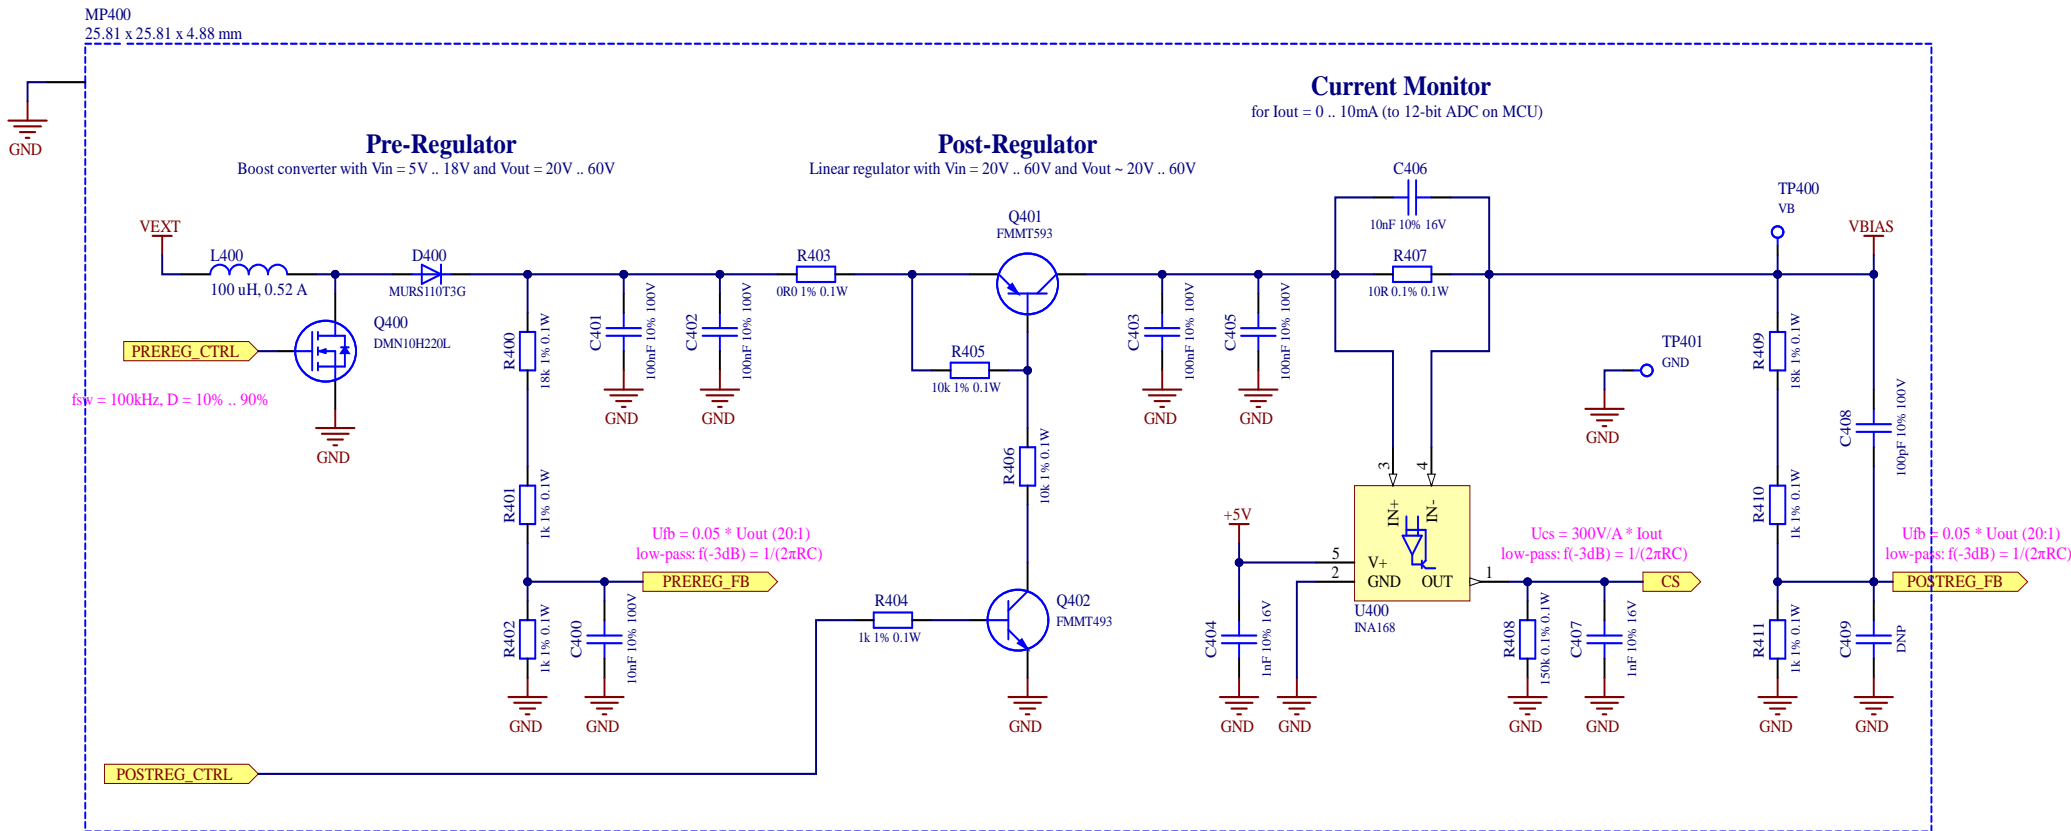 MP400
25.81 x 25.81 x 4.88 mm
GND
Pre-Regulator
Boost converter with Vin = 5V .. 18V and Vout = 20V .. 60V
Post-Regulator
Linear regulator with Vin = 20V .. 60V and Vout ~ 20V .. 60V
Current Monitor
for Iout = 0 .. 10mA (to 12-bit ADC on MCU)
VEXT
L400
100 uH, 0.52 A
D400
MURS110T3G
Q400
DMN10H220L
PREREG_CTRL
fsw = 100kHz, D = 10% .. 90%
GND
R400
18k 1% 0.1W
C401
100nF 10% 100V
GND
C402
100nF 10% 100V
GND
R401
1k 1% 0.1W
Ufb = 0.05 * Uout (20:1)
low-pass: f(-3dB) = 1/(2πRC)
PREREG_FB
R402
1k 1% 0.1W
GND
C400
10nF 10% 100V
GND
R403
0R0 1% 0.1W
Q401
FMMT593
R405
10k 1% 0.1W
R406
10k 1% 0.1W
R404
1k 1% 0.1W
Q402
FMMT493
GND
POSTREG_CTRL
C403
100nF 10% 100V
GND
C405
100nF 10% 100V
GND
C406
10nF 10% 16V
R407
10R 0.1% 0.1W
3
4
IN+
IN-
+5V
5
2
V+
GND
OUT
1
U400
INA168
C404
1nF 10% 16V
GND
GND
Ucs = 300V/A * Iout
low-pass: f(-3dB) = 1/(2πRC)
CS
R408
150k 0.1% 0.1W
GND
C407
1nF 10% 16V
GND
TP400
VB
VBIAS
TP401
GND
GND
R409
18k 1% 0.1W
R410
1k 1% 0.1W
C408
100pF 10% 100V
Ufb = 0.05 * Uout (20:1)
low-pass: f(-3dB) = 1/(2πRC)
POSTREG_FB
R411
1k 1% 0.1W
GND
C409
DNP
GND